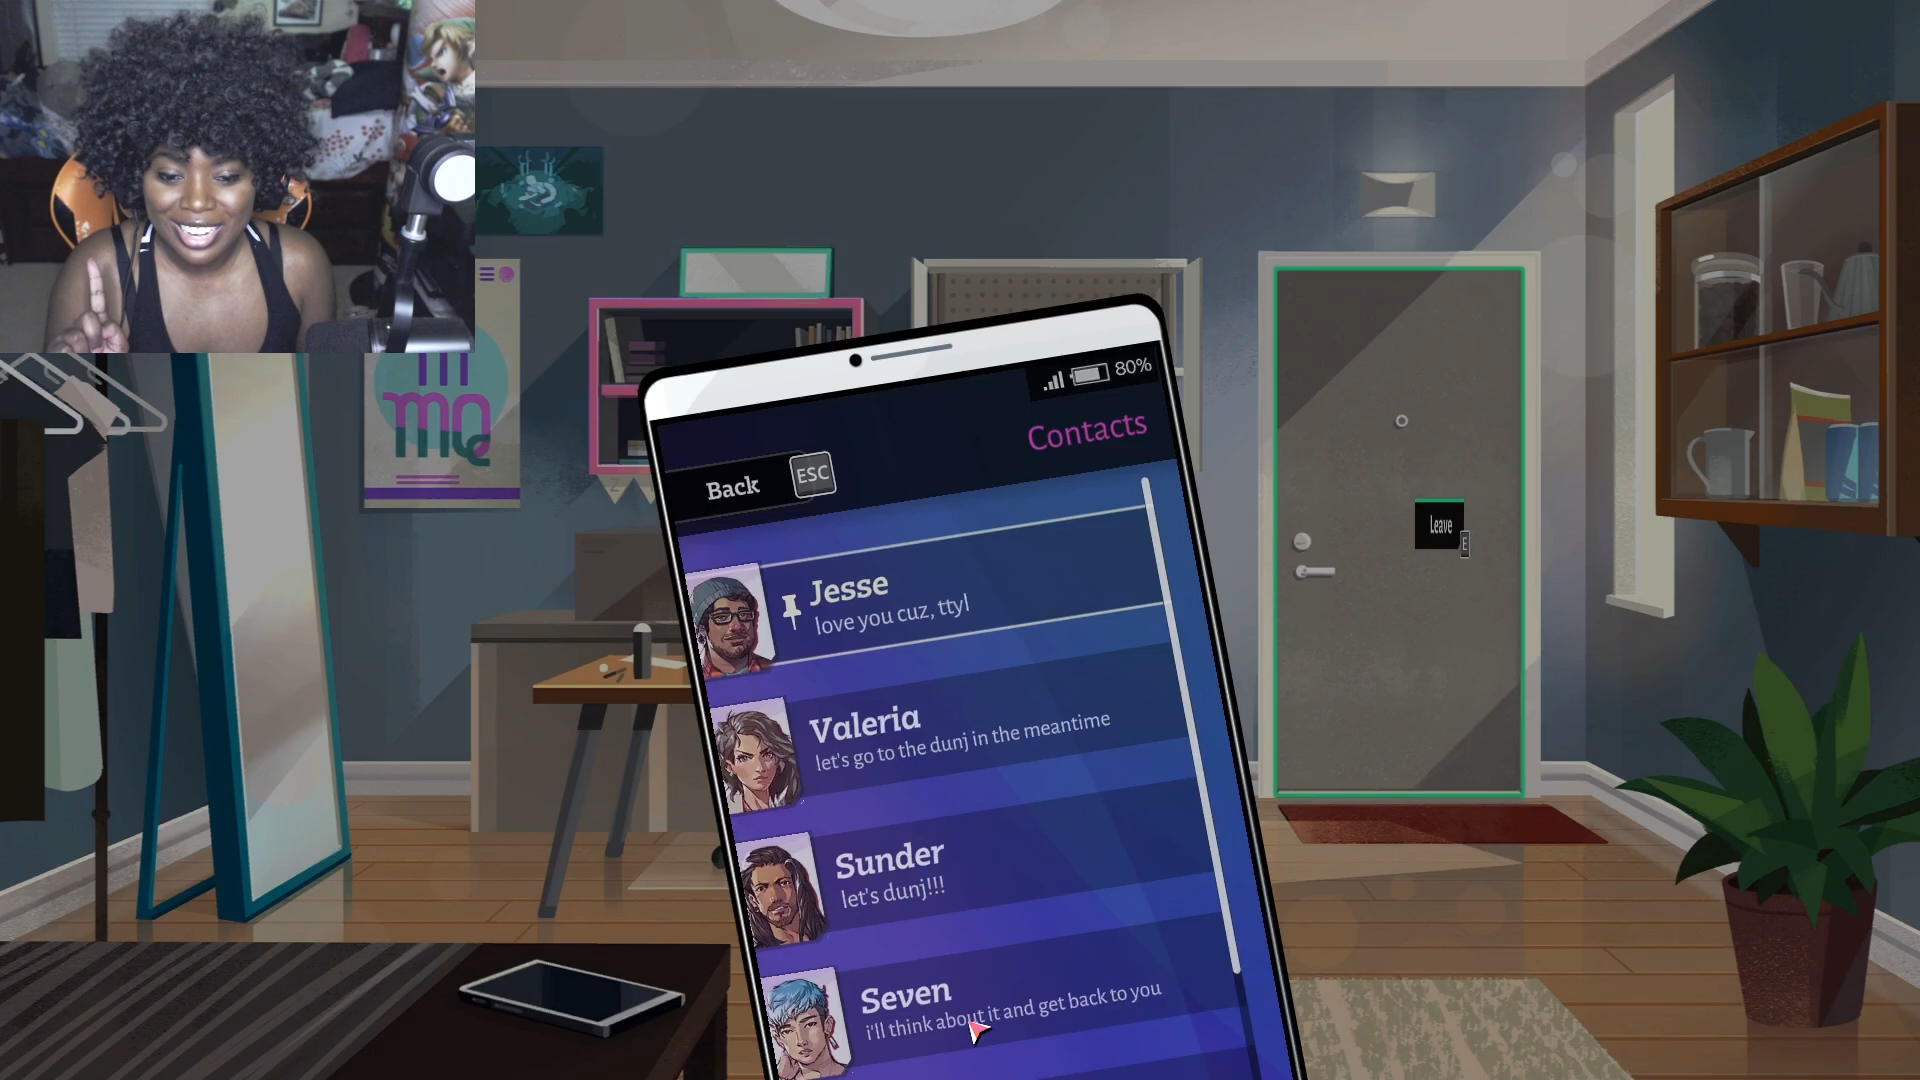 80%
Contacts
Back ESC
Jesse
love you cuz, ttyl
Valeria
let's go to the dunj in the meantime
Sunder
let's dunj!!!
Seven
i'll think about it and get back to you
Leave
E